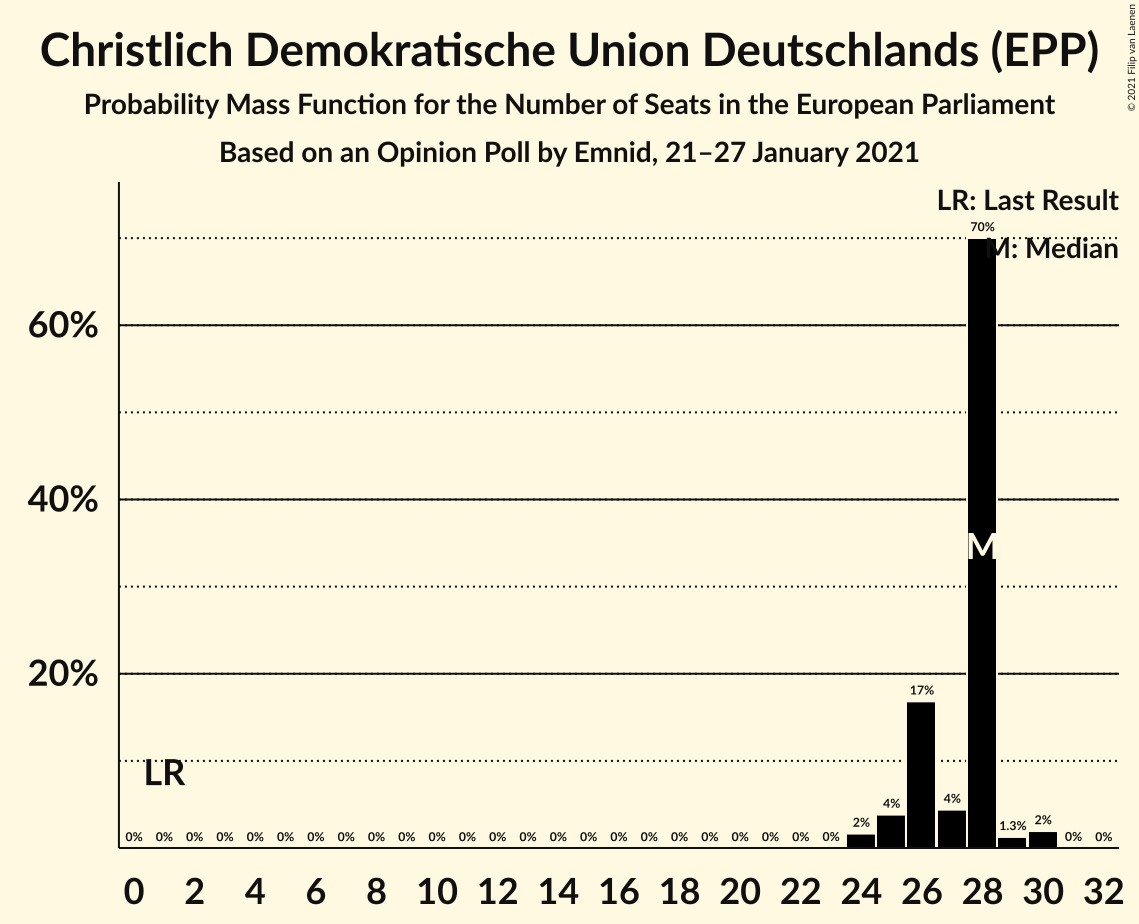 Christlich Demokratische Union Deutschlands (EPP)
Probability Mass Function for the Number of Seats in the European Parliament
Based on an Opinion Poll by Emnid, 21–27 January 2021
© 2021 Filip van Laenen
LR: Last Result
M: Median
70%
60%
40%
M
20%
17%
LR
4%
4%
2%
1.3%
2%
0% 0% 0% 0% 0% 0% 0% 0% 0% 0% 0% 0% 0% 0% 0% 0% 0% 0% 0% 0% 0% 0% 0% 0% 0% 0%
0 2 4 6 8 10 12 14 16 18 20 22 24 26 28 30 32